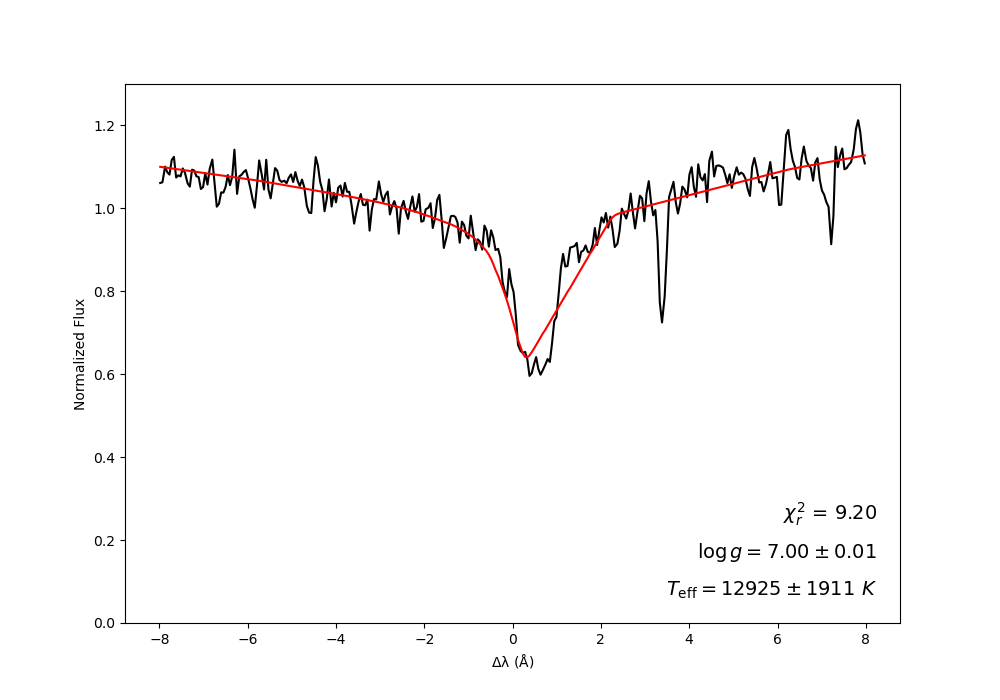 1.2
1.0
0.8
0.6
0.4
0.2
0.0
Normalized Flux
χ²ᵣ = 9.20
log g = 7.00 ± 0.01
T_eff = 12925 ± 1911 K
−8 −6 −4 −2 0 2 4 6 8
Δλ (Å)